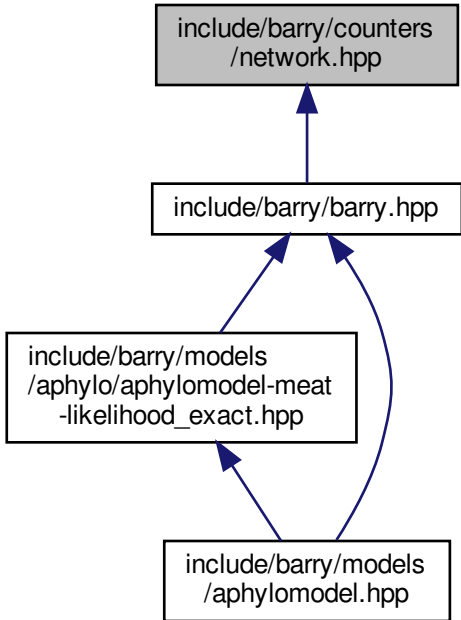 include/barry/counters
/network.hpp
include/barry/barry.hpp
include/barry/models
/aphylo/aphylomodel-meat
-likelihood_exact.hpp
include/barry/models
/aphylomodel.hpp